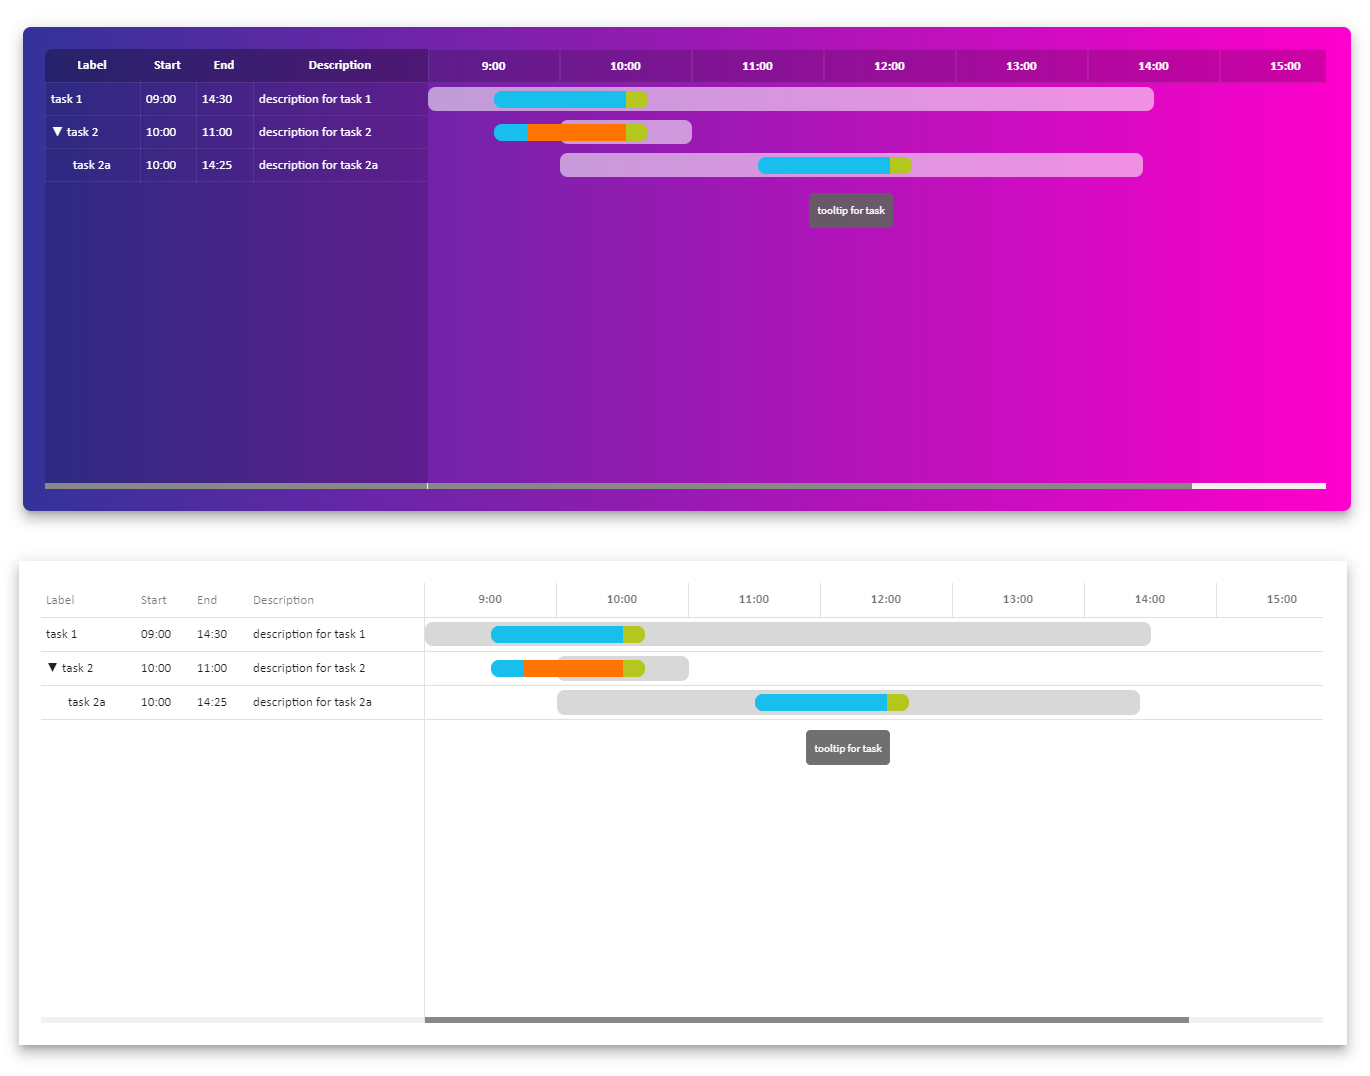 Label Start End Description 9:00 10:00 11:00 12:00 13:00 14:00 15:00
task 1 09:00 14:30 description for task 1
▼ task 2 10:00 11:00 description for task 2
task 2a 10:00 14:25 description for task 2a
tooltip for task
Label Start End Description 9:00 10:00 11:00 12:00 13:00 14:00 15:00
task 1 09:00 14:30 description for task 1
▼ task 2 10:00 11:00 description for task 2
task 2a 10:00 14:25 description for task 2a
tooltip for task